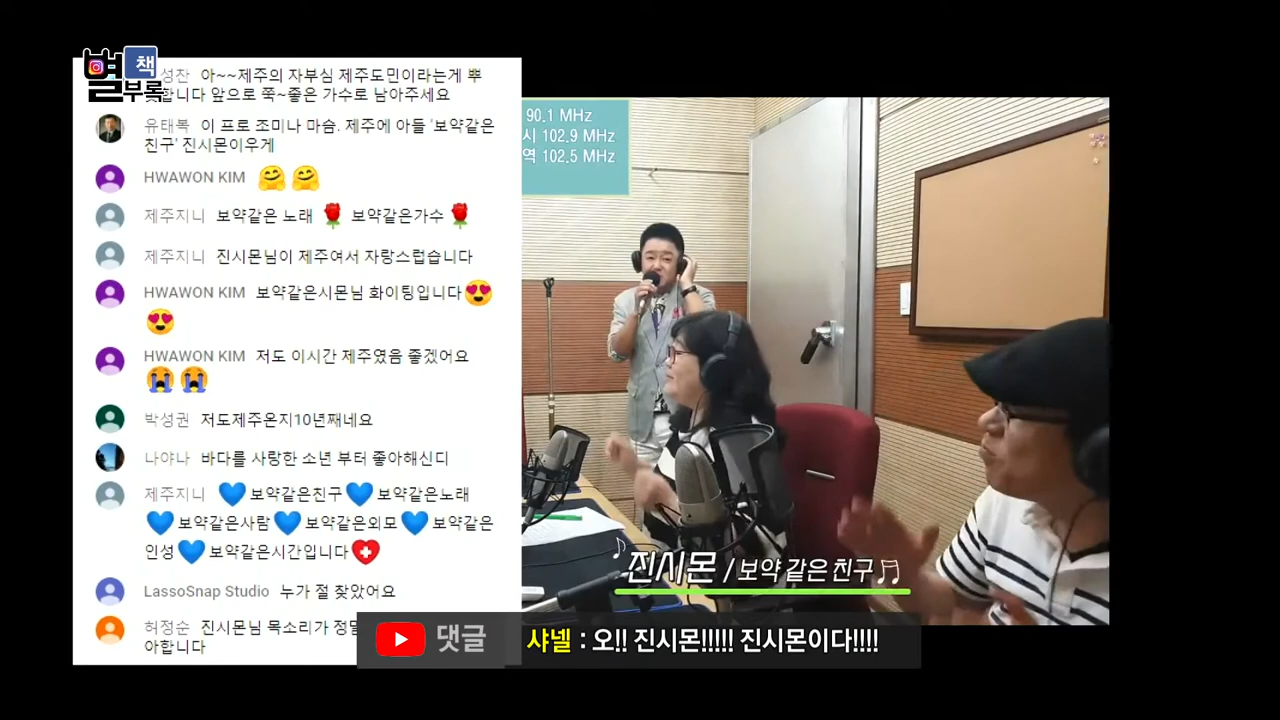 별책부록
성찬 아~~제주의 자부심 제주도민이라는게 뿌
합니다 앞으로 쭉~좋은 가수로 남아주세요
유태복 이 프로 조미나 마슴. 제주에 아들 '보약같은
친구' 진시몬이우게
HWAWON KIM 🤗 🤗
제주지니 보약같은 노래 🌹 보약같은가수 🌹
제주지니 진시몬님이 제주여서 자랑스럽습니다
HWAWON KIM 보약같은시몬님 화이팅입니다 😍
😍
HWAWON KIM 저도 이시간 제주였음 좋겠어요
😭 😭
박성권 저도제주온지10년째네요
나야나 바다를 사랑한 소년 부터 좋아해신디
제주지니 💙보약같은친구💙보약같은노래
💙보약같은사람💙보약같은외모💙보약같은
인성💙보약같은시간입니다⛑
LassoSnap Studio 누가 절 찾았어요
허정순 진시몬님 목소리가 정말
아합니다
90.1 MHz
시 102.9 MHz
역 102.5 MHz
♪ 진시몬 / 보약 같은 친구 ♬
댓글 샤넬 : 오!! 진시몬!!!!! 진시몬이다!!!!